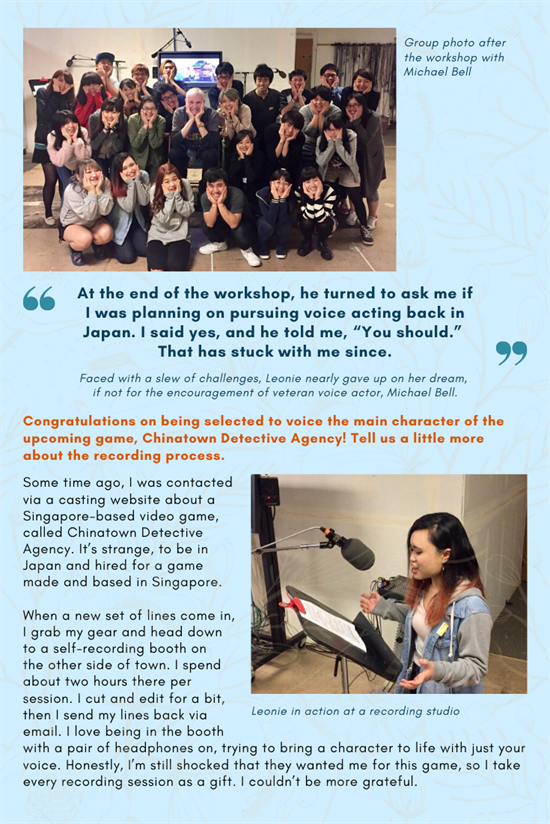 Group photo after
the workshop with
Michael Bell
“
At the end of the workshop, he turned to ask me if
I was planning on pursuing voice acting back in
Japan. I said yes, and he told me, “You should.”
That has stuck with me since.
”
Faced with a slew of challenges, Leonie nearly gave up on her dream,
if not for the encouragement of veteran voice actor, Michael Bell.
Congratulations on being selected to voice the main character of the
upcoming game, Chinatown Detective Agency! Tell us a little more
about the recording process.
Some time ago, I was contacted
via a casting website about a
Singapore-based video game,
called Chinatown Detective
Agency. It’s strange, to be in
Japan and hired for a game
made and based in Singapore.
When a new set of lines come in,
I grab my gear and head down
to a self-recording booth on
the other side of town. I spend
about two hours there per
session. I cut and edit for a bit,
then I send my lines back via
email. I love being in the booth
with a pair of headphones on, trying to bring a character to life with just your
voice. Honestly, I’m still shocked that they wanted me for this game, so I take
every recording session as a gift. I couldn’t be more grateful.
Leonie in action at a recording studio